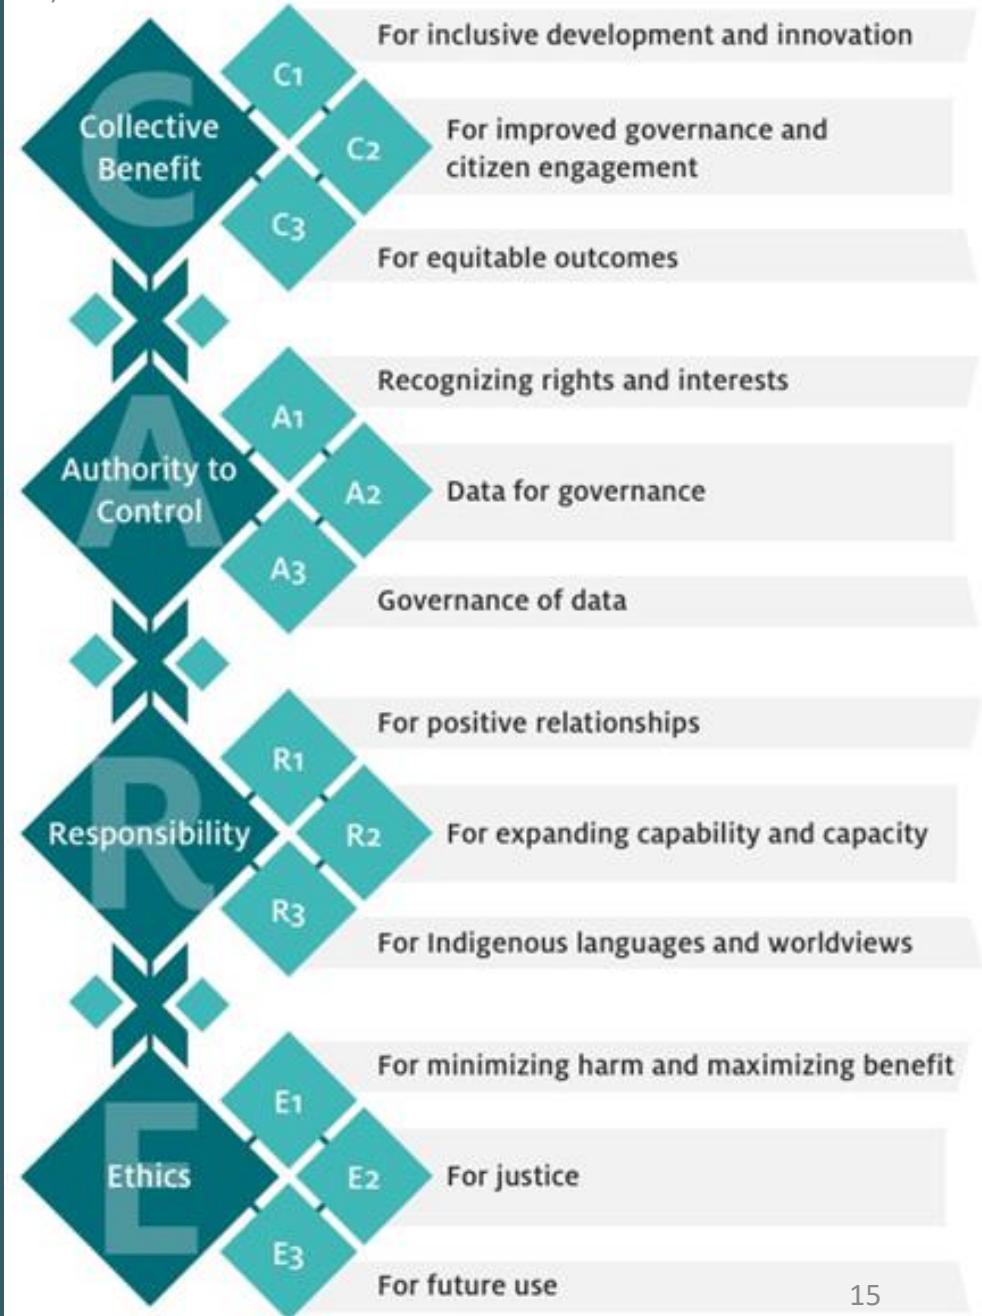 C
Collective
Benefit
C1
For inclusive development and innovation
C2
For improved governance and
citizen engagement
C3
For equitable outcomes
A
Authority to
Control
A1
Recognizing rights and interests
A2
Data for governance
A3
Governance of data
R
Responsibility
R1
For positive relationships
R2
For expanding capability and capacity
R3
For Indigenous languages and worldviews
E
Ethics
E1
For minimizing harm and maximizing benefit
E2
For justice
E3
For future use
15